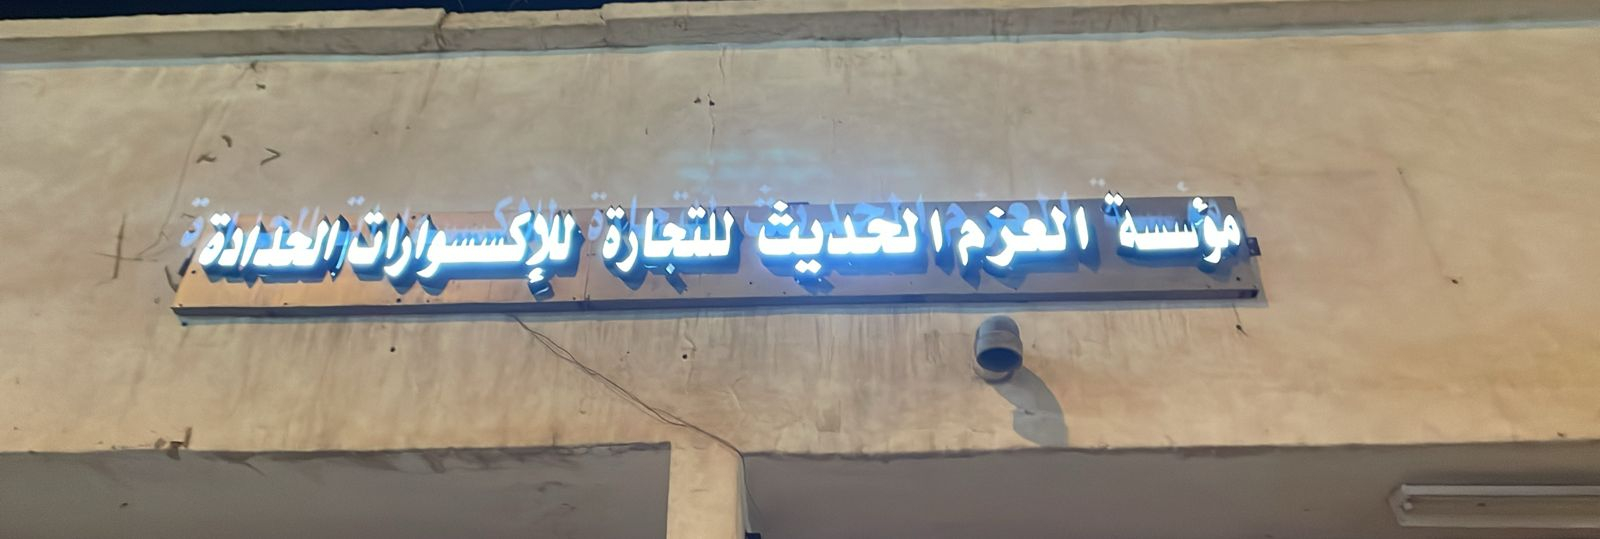 مؤسسة العزم الحديث للتجارة للإكسسوارات الحدادة